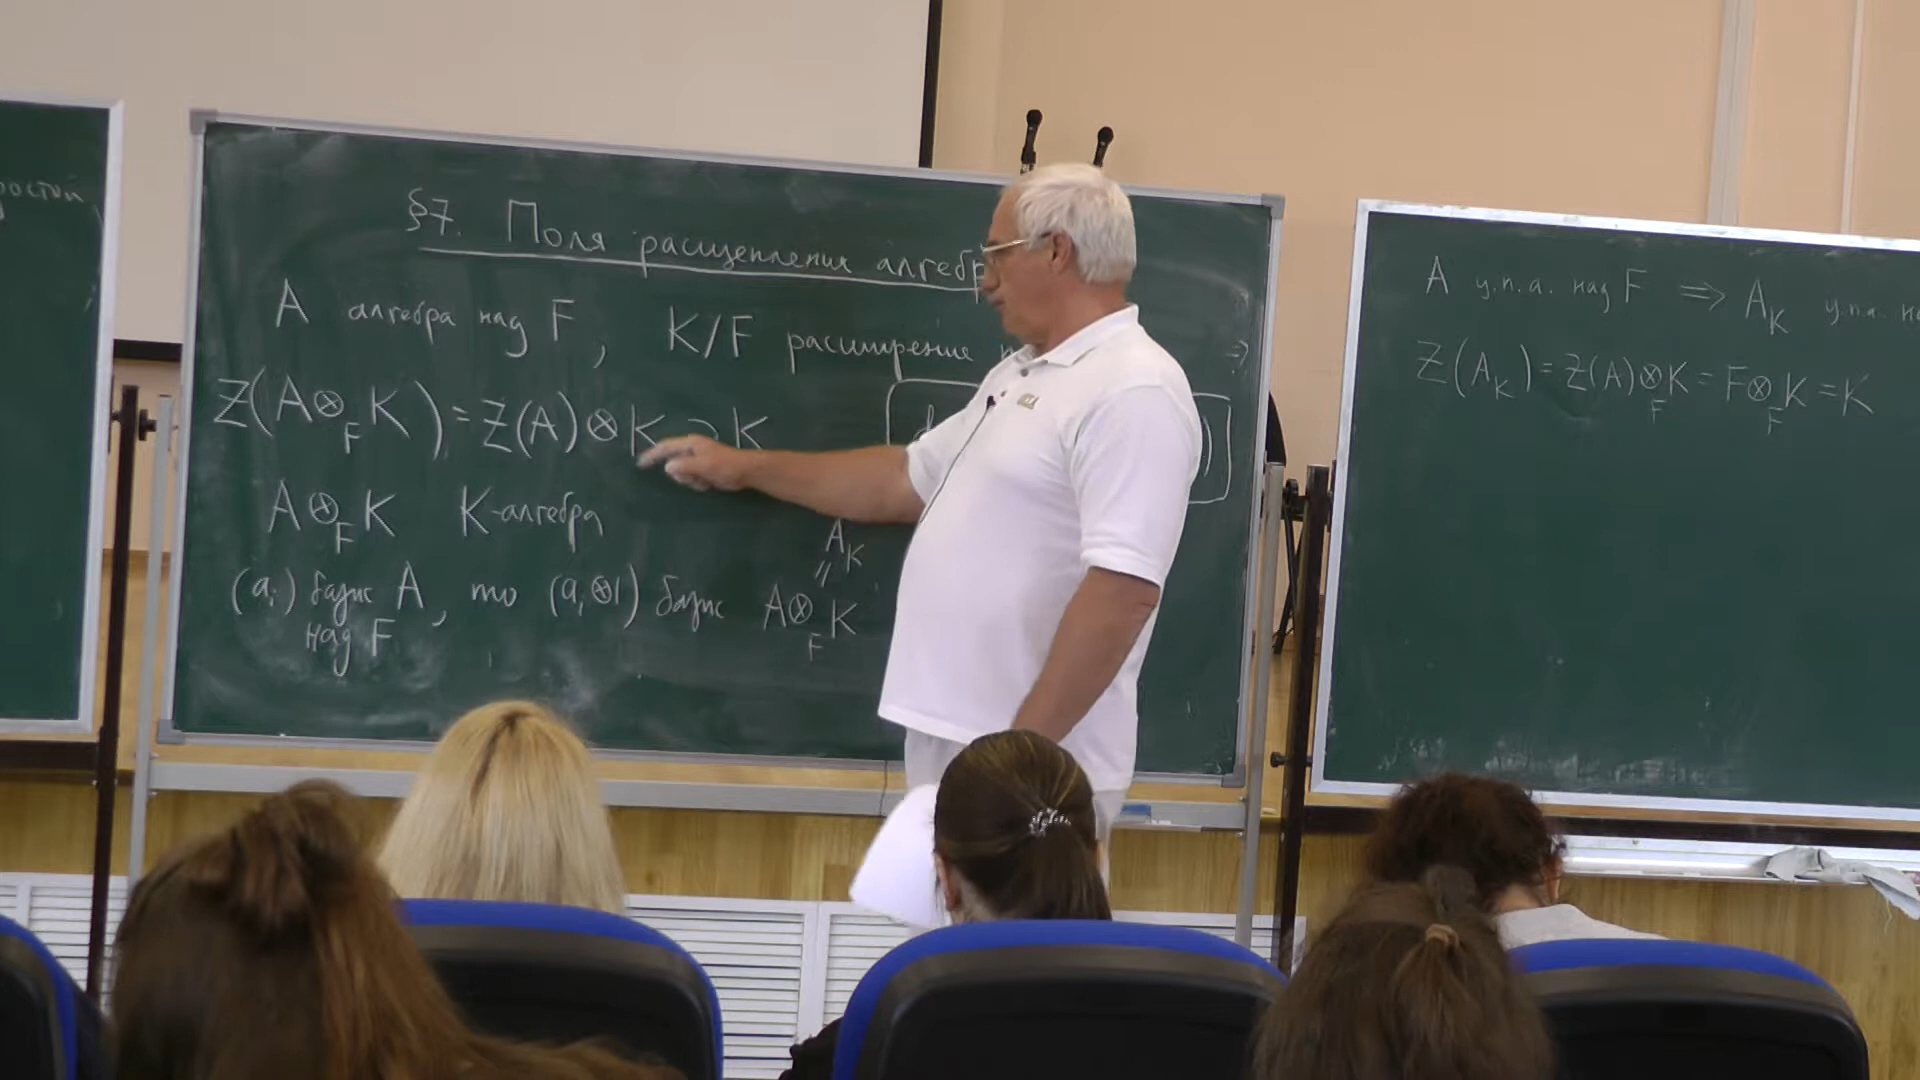 ростой,
§7. Поля расщепления алгебр
A алгебра над F, K/F расширение
Z(A⊗_F K) = Z(A)⊗K ⊃ K
A⊗_F K K-алгебра
A_K
(a_i) базис A, то (a_i⊗1) базис A⊗_F K
над F
A ц.п.а. над F ⇒ A_K ц.п.а.
Z(A_K) = Z(A)⊗_F K = F⊗_F K = K